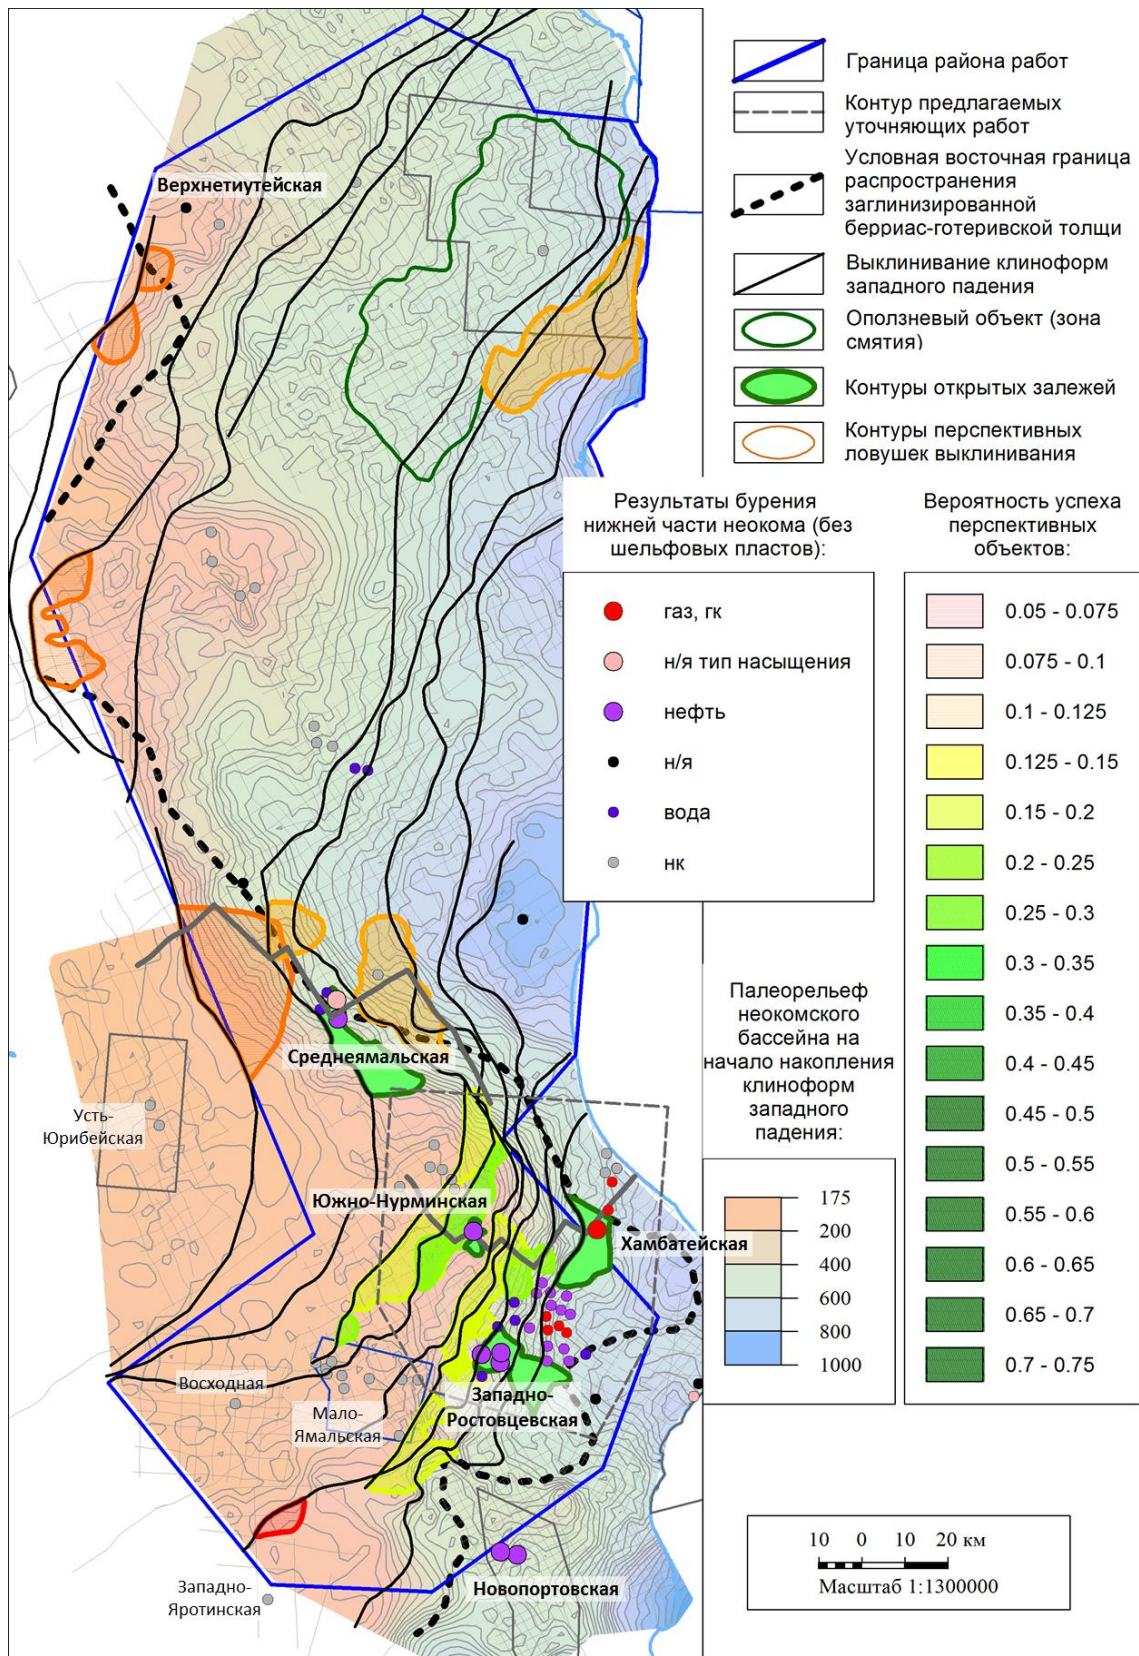 Верхнетиутейская
Среднеямальская
Усть-
Юрибейская
Южно-Нурминская
Хамбатейская
Восходная
Мало-
Ямальская
Западно-
Ростовцевская
Западно-
Яротинская
Новопортовская
Граница района работ
Контур предлагаемых
уточняющих работ
Условная восточная граница
распространения
заглинизированной
берриас-готеривской толщи
Выклинивание клиноформ
западного падения
Оползневый объект (зона
смятия)
Контуры открытых залежей
Контуры перспективных
ловушек выклинивания
Результаты бурения
нижней части неокома (без
шельфовых пластов):
газ, гк
н/я тип насыщения
нефть
н/я
вода
нк
Вероятность успеха
перспективных
объектов:
0.05 - 0.075
0.075 - 0.1
0.1 - 0.125
0.125 - 0.15
0.15 - 0.2
0.2 - 0.25
0.25 - 0.3
0.3 - 0.35
0.35 - 0.4
0.4 - 0.45
0.45 - 0.5
0.5 - 0.55
0.55 - 0.6
0.6 - 0.65
0.65 - 0.7
0.7 - 0.75
Палеорельеф
неокомского
бассейна на
начало накопления
клиноформ
западного
падения:
175
200
400
600
800
1000
10 0 10 20 км
Масштаб 1:1300000